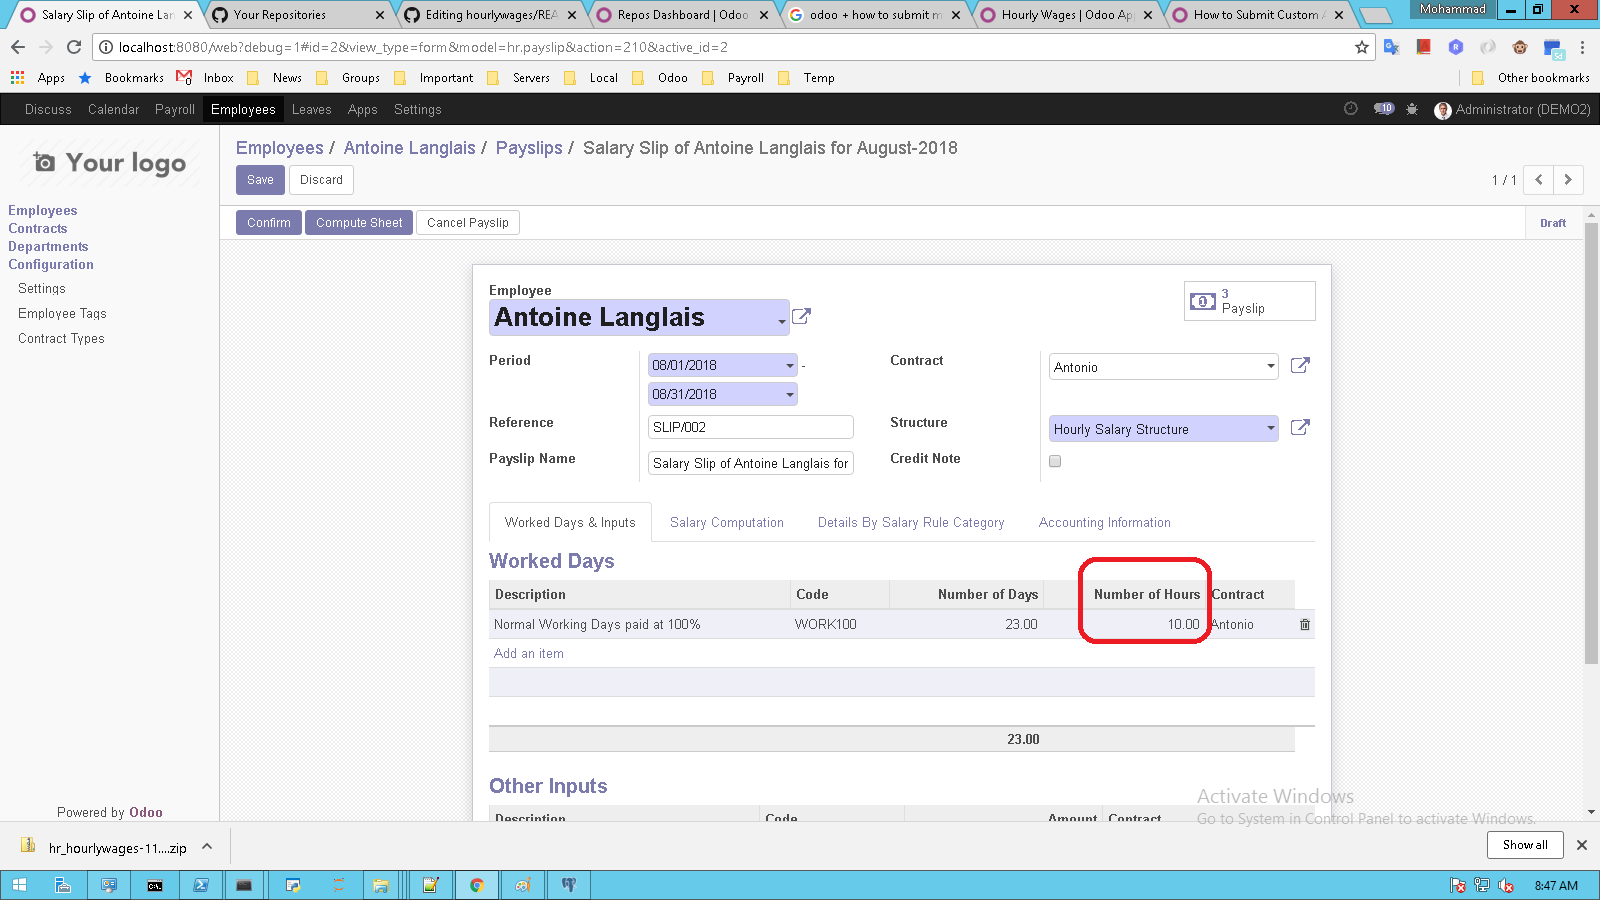 Salary Slip of Antoine Lan
Your Repositories
Editing hourlywages/REA
Repos Dashboard | Odoo
odoo + how to submit m
Hourly Wages | Odoo App
How to Submit Custom A
Mohammad
localhost:8080/web?debug=1#id=2&view_type=form&model=hr.payslip&action=210&active_id=2
Apps
Bookmarks
Inbox
News
Groups
Important
Servers
Local
Odoo
Payroll
Temp
Other bookmarks
Discuss
Calendar
Payroll
Employees
Leaves
Apps
Settings
10
Administrator (DEMO2)
Your logo
Employees / Antoine Langlais / Payslips / Salary Slip of Antoine Langlais for August-2018
Save
Discard
1 / 1
Employees
Contracts
Departments
Configuration
Settings
Employee Tags
Contract Types
Confirm
Compute Sheet
Cancel Payslip
Draft
Employee
Antoine Langlais
3
Payslip
Period
08/01/2018 -
08/31/2018
Contract
Antonio
Reference
SLIP/002
Structure
Hourly Salary Structure
Payslip Name
Salary Slip of Antoine Langlais for
Credit Note
Worked Days & Inputs
Salary Computation
Details By Salary Rule Category
Accounting Information
Worked Days
Description
Code
Number of Days
Number of Hours
Contract
Normal Working Days paid at 100%
WORK100
23.00
10.00
Antonio
Add an item
23.00
Other Inputs
Description
Code
Amount
Contract
Powered by Odoo
Activate Windows
Go to System in Control Panel to activate Windows.
hr_hourlywages-11....zip
Show all
8:47 AM